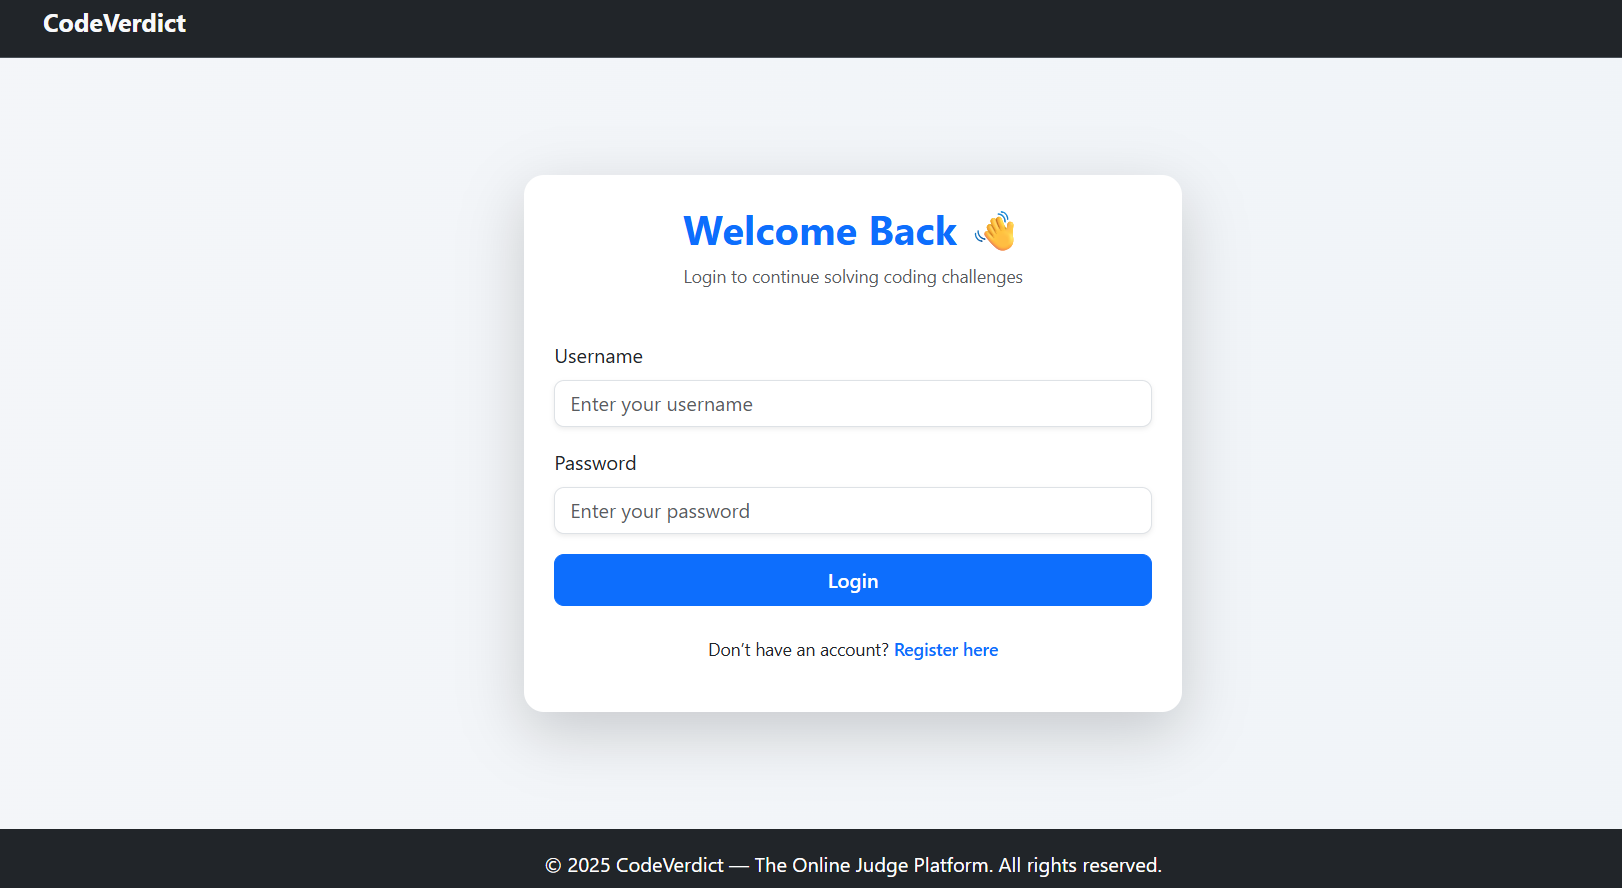 CodeVerdict
Welcome Back 👋
Login to continue solving coding challenges
Username
Enter your username
Password
Enter your password
Login
Don’t have an account? Register here
© 2025 CodeVerdict — The Online Judge Platform. All rights reserved.